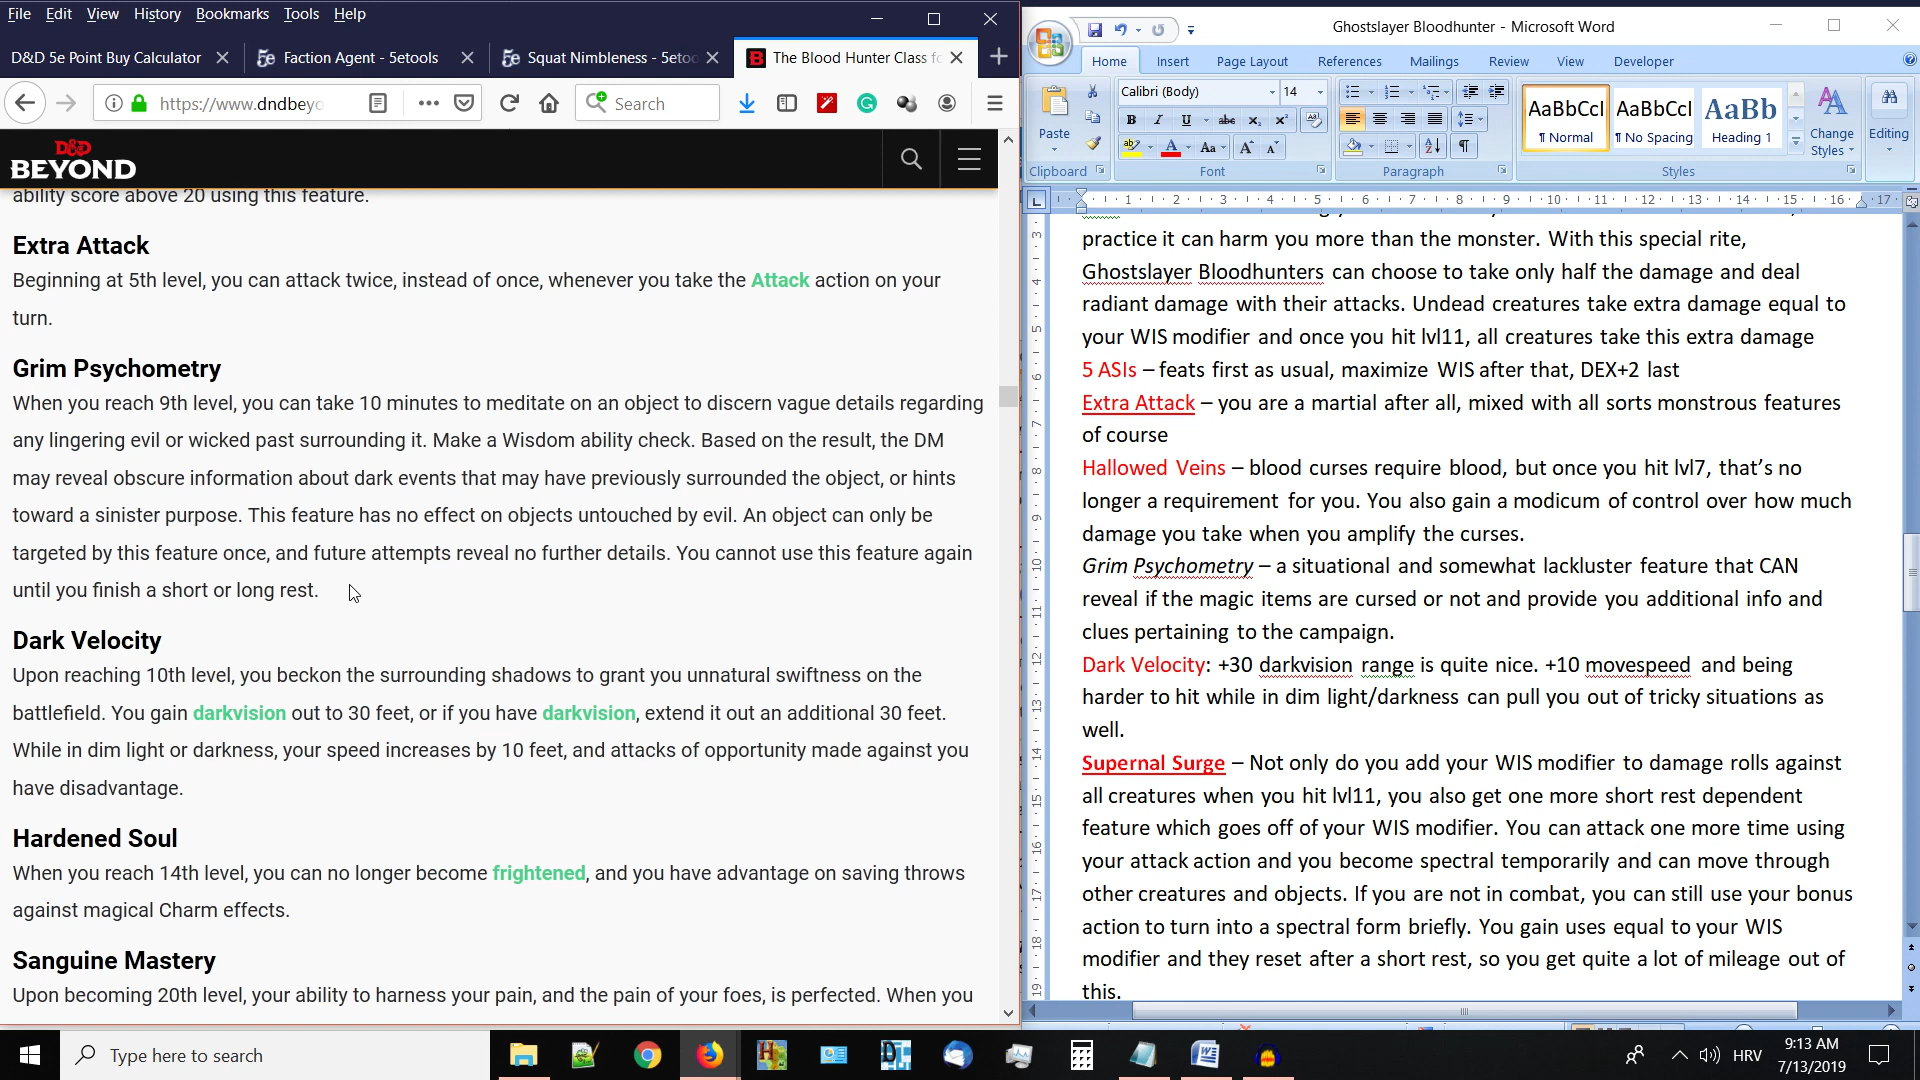 File Edit View History Bookmarks Tools Help
D&D 5e Point Buy Calculator
Faction Agent - 5etools
Squat Nimbleness - 5etoo
The Blood Hunter Class fo
https://www.dndbeyo
Search
D&D
BEYOND
ability score above 20 using this feature.
Extra Attack
Beginning at 5th level, you can attack twice, instead of once, whenever you take the Attack action on your
turn.
Grim Psychometry
When you reach 9th level, you can take 10 minutes to meditate on an object to discern vague details regarding
any lingering evil or wicked past surrounding it. Make a Wisdom ability check. Based on the result, the DM
may reveal obscure information about dark events that may have previously surrounded the object, or hints
toward a sinister purpose. This feature has no effect on objects untouched by evil. An object can only be
targeted by this feature once, and future attempts reveal no further details. You cannot use this feature again
until you finish a short or long rest.
Dark Velocity
Upon reaching 10th level, you beckon the surrounding shadows to grant you unnatural swiftness on the
battlefield. You gain darkvision out to 30 feet, or if you have darkvision, extend it out an additional 30 feet.
While in dim light or darkness, your speed increases by 10 feet, and attacks of opportunity made against you
have disadvantage.
Hardened Soul
When you reach 14th level, you can no longer become frightened, and you have advantage on saving throws
against magical Charm effects.
Sanguine Mastery
Upon becoming 20th level, your ability to harness your pain, and the pain of your foes, is perfected. When you
Ghostslayer Bloodhunter - Microsoft Word
Home Insert Page Layout References Mailings Review View Developer
Paste
Calibri (Body) 14
AaBbCcI AaBbCcI AaBb
¶ Normal ¶ No Spacing Heading 1
Change
Styles
Editing
Clipboard Font Paragraph Styles
1 2 3 4 5 6 7 8 9 10 11 12 13 14 15 16 17
practice it can harm you more than the monster. With this special rite,
Ghostslayer Bloodhunters can choose to take only half the damage and deal
radiant damage with their attacks. Undead creatures take extra damage equal to
your WIS modifier and once you hit lvl11, all creatures take this extra damage
5 ASIs – feats first as usual, maximize WIS after that, DEX+2 last
Extra Attack – you are a martial after all, mixed with all sorts monstrous features
of course
Hallowed Veins – blood curses require blood, but once you hit lvl7, that's no
longer a requirement for you. You also gain a modicum of control over how much
damage you take when you amplify the curses.
Grim Psychometry – a situational and somewhat lackluster feature that CAN
reveal if the magic items are cursed or not and provide you additional info and
clues pertaining to the campaign.
Dark Velocity: +30 darkvision range is quite nice. +10 movespeed and being
harder to hit while in dim light/darkness can pull you out of tricky situations as
well.
Supernal Surge – Not only do you add your WIS modifier to damage rolls against
all creatures when you hit lvl11, you also get one more short rest dependent
feature which goes off of your WIS modifier. You can attack one more time using
your attack action and you become spectral temporarily and can move through
other creatures and objects. If you are not in combat, you can still use your bonus
action to turn into a spectral form briefly. You gain uses equal to your WIS
modifier and they reset after a short rest, so you get quite a lot of mileage out of
this.
Type here to search
HRV
9:13 AM
7/13/2019